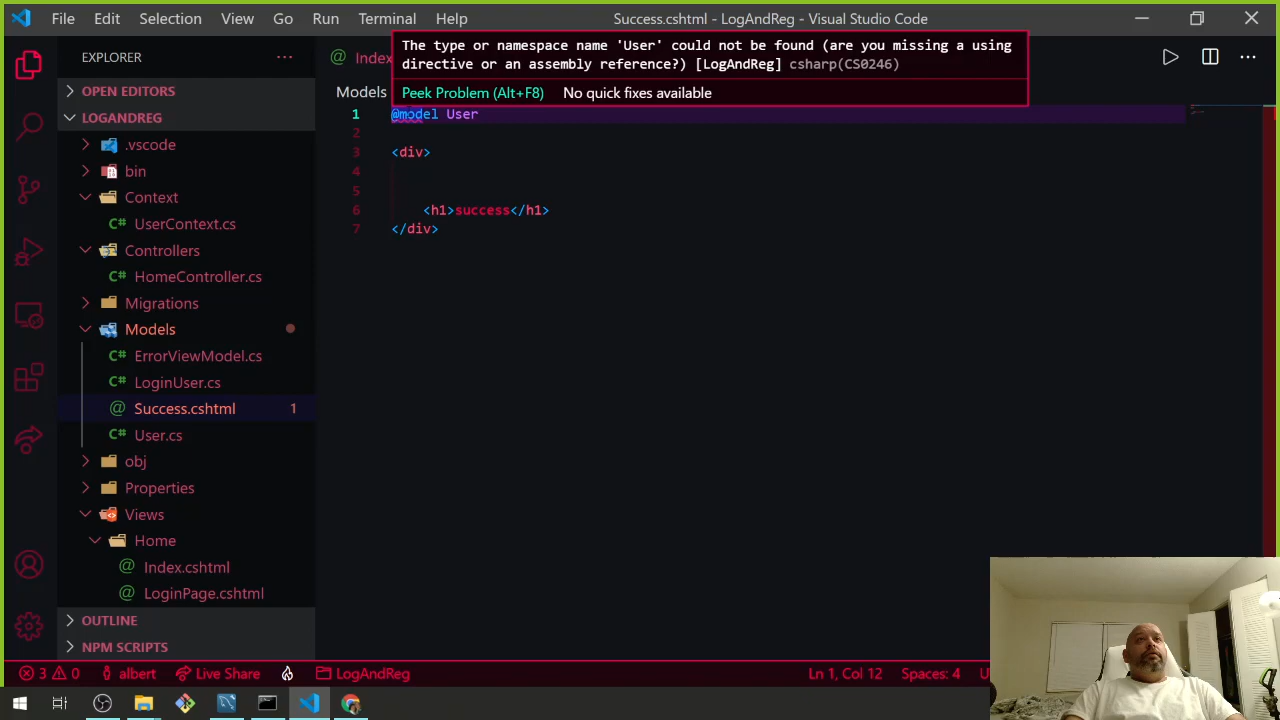 File Edit Selection View Go Run Terminal Help
Success.cshtml - LogAndReg - Visual Studio Code
EXPLORER
Index
The type or namespace name 'User' could not be found (are you missing a using
directive or an assembly reference?) [LogAndReg] csharp(CS0246)
Peek Problem (Alt+F8) No quick fixes available
OPEN EDITORS
LOGANDREG
.vscode
bin
Context
UserContext.cs
Controllers
HomeController.cs
Migrations
Models
ErrorViewModel.cs
LoginUser.cs
Success.cshtml 1
User.cs
obj
Properties
Views
Home
Index.cshtml
LoginPage.cshtml
OUTLINE
NPM SCRIPTS
Models
1 @model User
2
3 <div>
4
5
6 <h1>success</h1>
7 </div>
3 0 albert Live Share LogAndReg Ln 1, Col 12 Spaces: 4